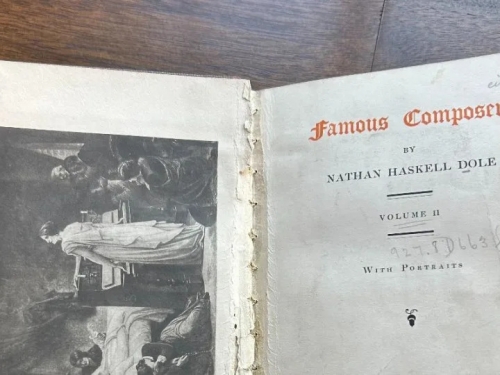 Famous Composer
BY
NATHAN HASKELL DOLE
VOLUME II
927.8 D663
WITH PORTRAITS